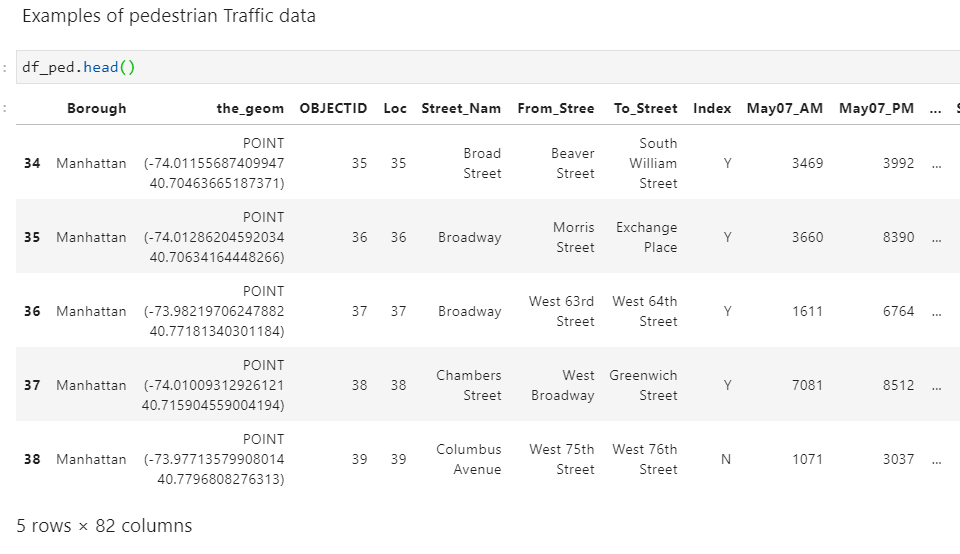 Examples of pedestrian Traffic data
: df_ped.head()
: Borough the_geom OBJECTID Loc Street_Nam From_Stree To_Street Index May07_AM May07_PM ... S
34 Manhattan POINT (-74.01155687409947 40.70463665187371) 35 35 Broad Street Beaver Street South William Street Y 3469 3992 ...
35 Manhattan POINT (-74.01286204592034 40.70634164448266) 36 36 Broadway Morris Street Exchange Place Y 3660 8390 ...
36 Manhattan POINT (-73.98219706247882 40.77181340301184) 37 37 Broadway West 63rd Street West 64th Street Y 1611 6764 ...
37 Manhattan POINT (-74.01009312926121 40.715904559004194) 38 38 Chambers Street West Broadway Greenwich Street Y 7081 8512 ...
38 Manhattan POINT (-73.97713579908014 40.7796808276313) 39 39 Columbus Avenue West 75th Street West 76th Street N 1071 3037 ...
5 rows × 82 columns